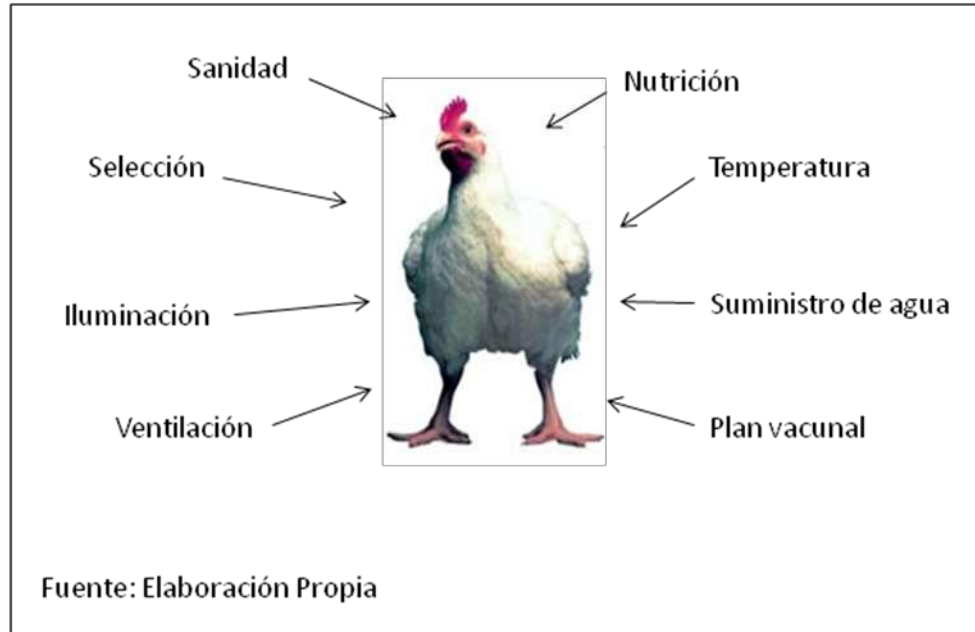 Sanidad
Nutrición
Selección
Temperatura
Iluminación
Suministro de agua
Ventilación
Plan vacunal
Fuente: Elaboración Propia